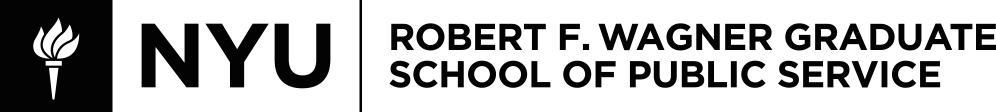 NYU
ROBERT F. WAGNER GRADUATE
SCHOOL OF PUBLIC SERVICE